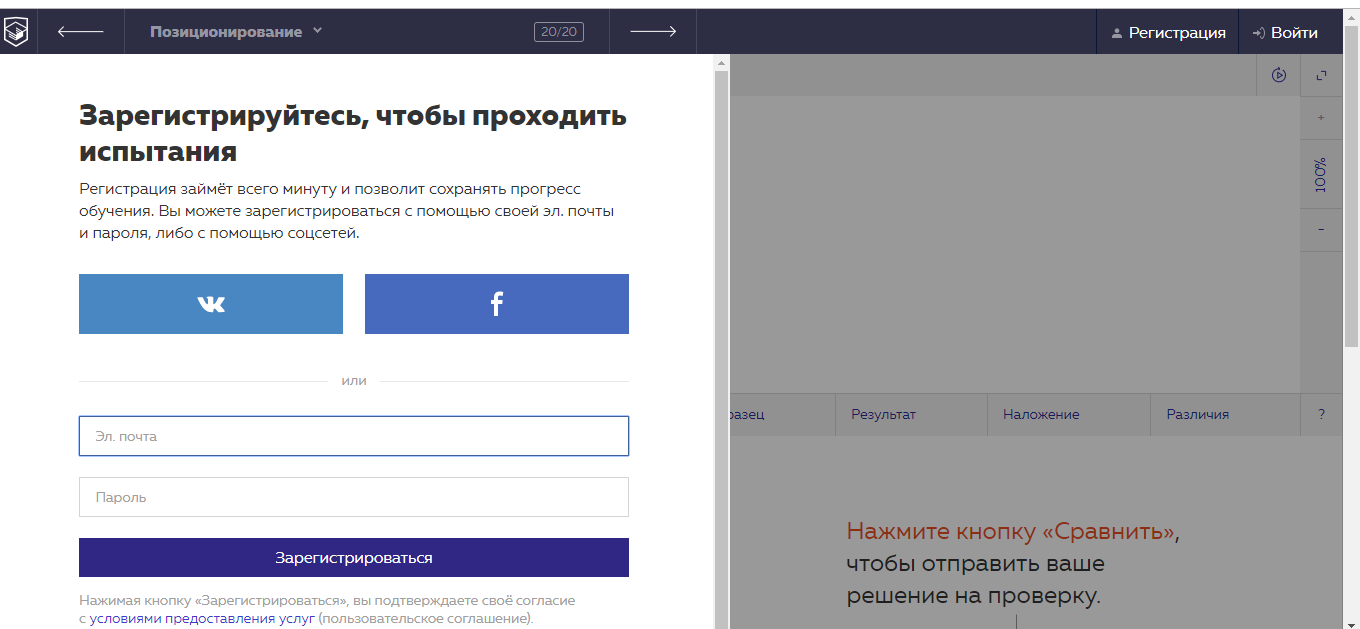 Позиционирование
20/20
Регистрация
Войти
Зарегистрируйтесь, чтобы проходить
испытания
Регистрация займёт всего минуту и позволит сохранять прогресс
обучения. Вы можете зарегистрироваться с помощью своей эл. почты
и пароля, либо с помощью соцсетей.
или
Эл. почта
Пароль
Зарегистрироваться
Нажимая кнопку «Зарегистрироваться», вы подтверждаете своё согласие
с условиями предоставления услуг (пользовательское соглашение).
+
100%
-
разец
Результат
Наложение
Различия
?
Нажмите кнопку «Сравнить»,
чтобы отправить ваше
решение на проверку.